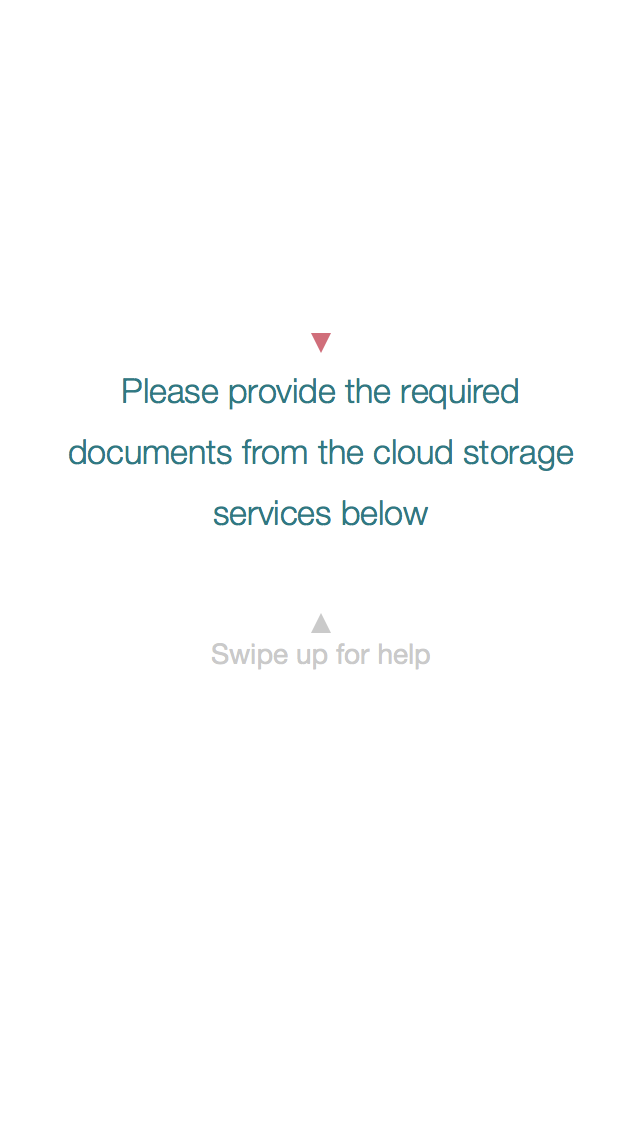 Please provide the required
documents from the cloud storage
services below
Swipe up for help